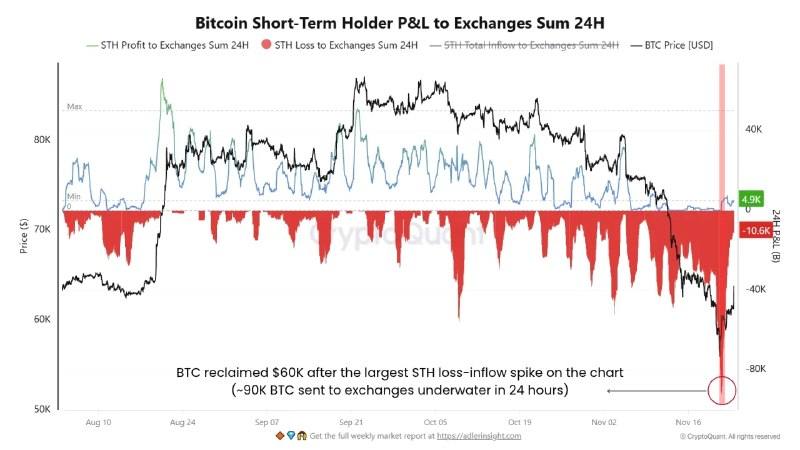 Bitcoin Short-Term Holder P&L to Exchanges Sum 24H
STH Profit to Exchanges Sum 24H STH Loss to Exchanges Sum 24H STH Total Inflow to Exchanges Sum 24H BTC Price [USD]
Max
80K
40K
Min
4.9K
0
0
70K
-10.6K
CryptoQuant
Price ($)
24H P&L (B)
-40K
60K
-80K
BTC reclaimed $60K after the largest STH loss-inflow spike on the chart
(~90K BTC sent to exchanges underwater in 24 hours)
50K
Aug 10 Aug 24 Sep 07 Sep 21 Oct 05 Oct 19 Nov 02 Nov 16
Get the full weekly market report at https://adlerinsight.com/
© CryptoQuant. All rights reserved